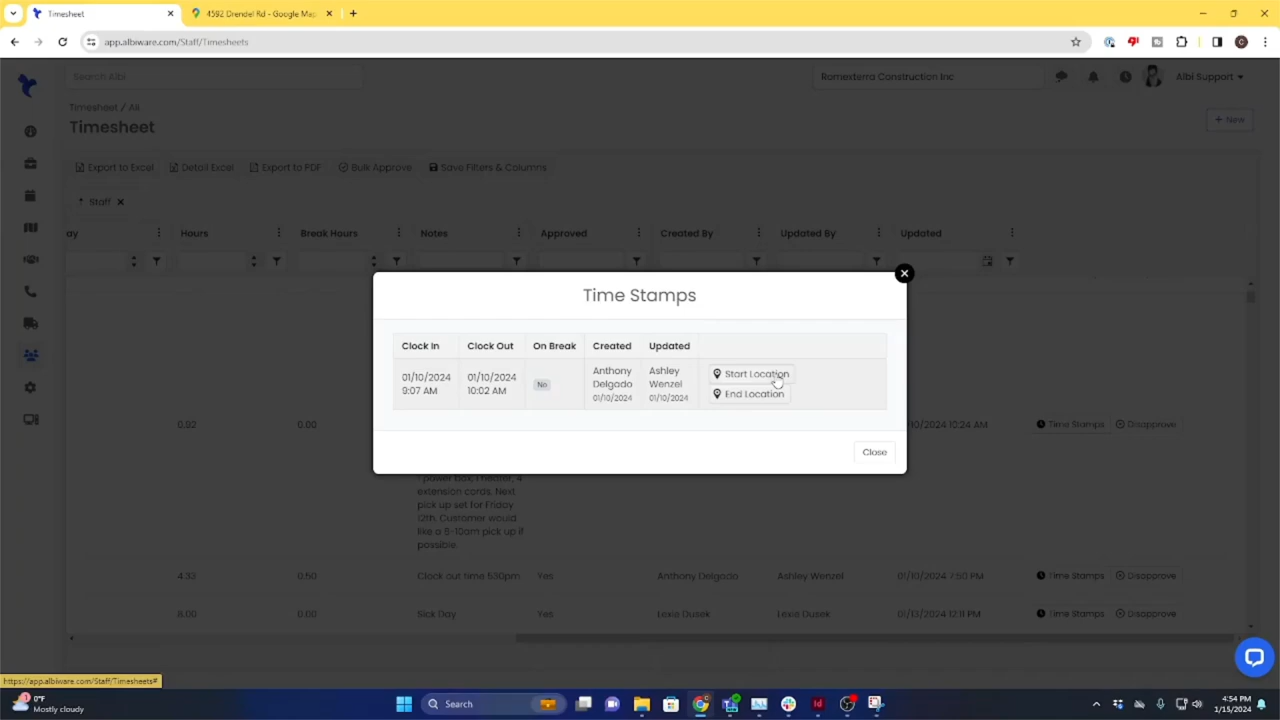 Timesheet
4592 Drendel Rd - Google Map
app.albiware.com/Staff/Timesheets
Search Albi
Romexterra Construction Inc
Albi Support
Timesheet / All
Timesheet
+ New
Export to Excel
Detail Excel
Export to PDF
Bulk Approve
Save Filters & Columns
Staff
ay
Hours
Break Hours
Notes
Approved
Created By
Updated By
Updated
Time Stamps
Clock In
Clock Out
On Break
Created
Updated
01/10/2024
9:07 AM
01/10/2024
10:02 AM
No
Anthony
Delgado
01/10/2024
Ashley
Wenzel
01/10/2024
Start Location
End Location
Close
0.92
0.00
/10/2024 10:24 AM
Time Stamps
Disapprove
1 power box, 1 heater, 4
extension cords. Next
pick up set for Friday
12th. Customer would
like a 8-10am pick up if
possible.
4.33
0.50
Clock out time 530pm
Yes
Anthony Delgado
Ashley Wenzel
01/10/2024 7:50 PM
Time Stamps
Disapprove
8.00
0.00
Sick Day
Yes
Lexie Dusek
Lexie Dusek
01/13/2024 12:11 PM
Time Stamps
Disapprove
https://app.albiware.com/Staff/Timesheets#
0°F
Mostly cloudy
Search
4:54 PM
1/15/2024